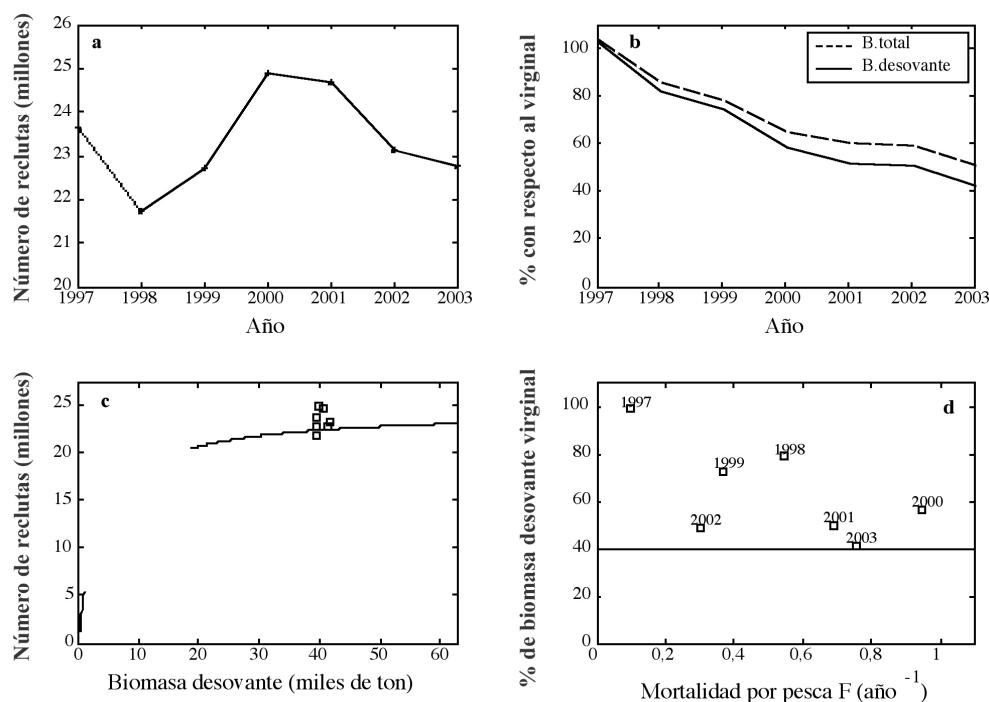 a
Número de reclutas (millones)
26
25
24
23
22
21
20
1997 1998 1999 2000 2001 2002 2003
Año
b
% con respecto al virginal
B.total
B.desovante
100
80
60
40
20
0
1997 1998 1999 2000 2001 2002 2003
Año
c
Número de reclutas (millones)
25
20
15
10
5
0
0 10 20 30 40 50 60
Biomasa desovante (miles de ton)
d
% de biomasa desovante virginal
100
80
60
40
20
0
1997
1998
1999
2000
2002
2001
2003
0 0,2 0,4 0,6 0,8 1
Mortalidad por pesca F (año -1)